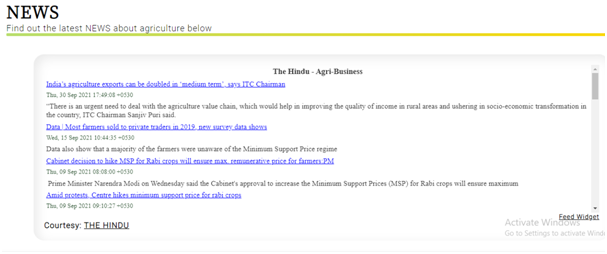 NEWS
Find out the latest NEWS about agriculture below
The Hindu - Agri-Business
India's agriculture exports can be doubled in 'medium term', says ITC Chairman
Thu, 30 Sep 2021 17:49:08 +0530
"There is an urgent need to deal with the agriculture value chain, which would help in improving the quality of income in rural areas and ushering in socio-economic transformation in
the country, ITC Chairman Sanjiv Puri said.
Data | Most farmers sold to private traders in 2019, new survey data shows
Wed, 15 Sep 2021 10:44:35 +0530
Data also show that a majority of the farmers were unaware of the Minimum Support Price regime
Cabinet decision to hike MSP for Rabi crops will ensure max. remunerative price for farmers:PM
Thu, 09 Sep 2021 08:08:00 +0530
Prime Minister Narendra Modi on Wednesday said the Cabinet's approval to increase the Minimum Support Prices (MSP) for Rabi crops will ensure maximum
Amid protests, Centre hikes minimum support price for rabi crops
Thu, 09 Sep 2021 09:10:27 +0530
Feed Widget
Courtesy: THE HINDU
Activate Windows
Go to Settings to activate Wind